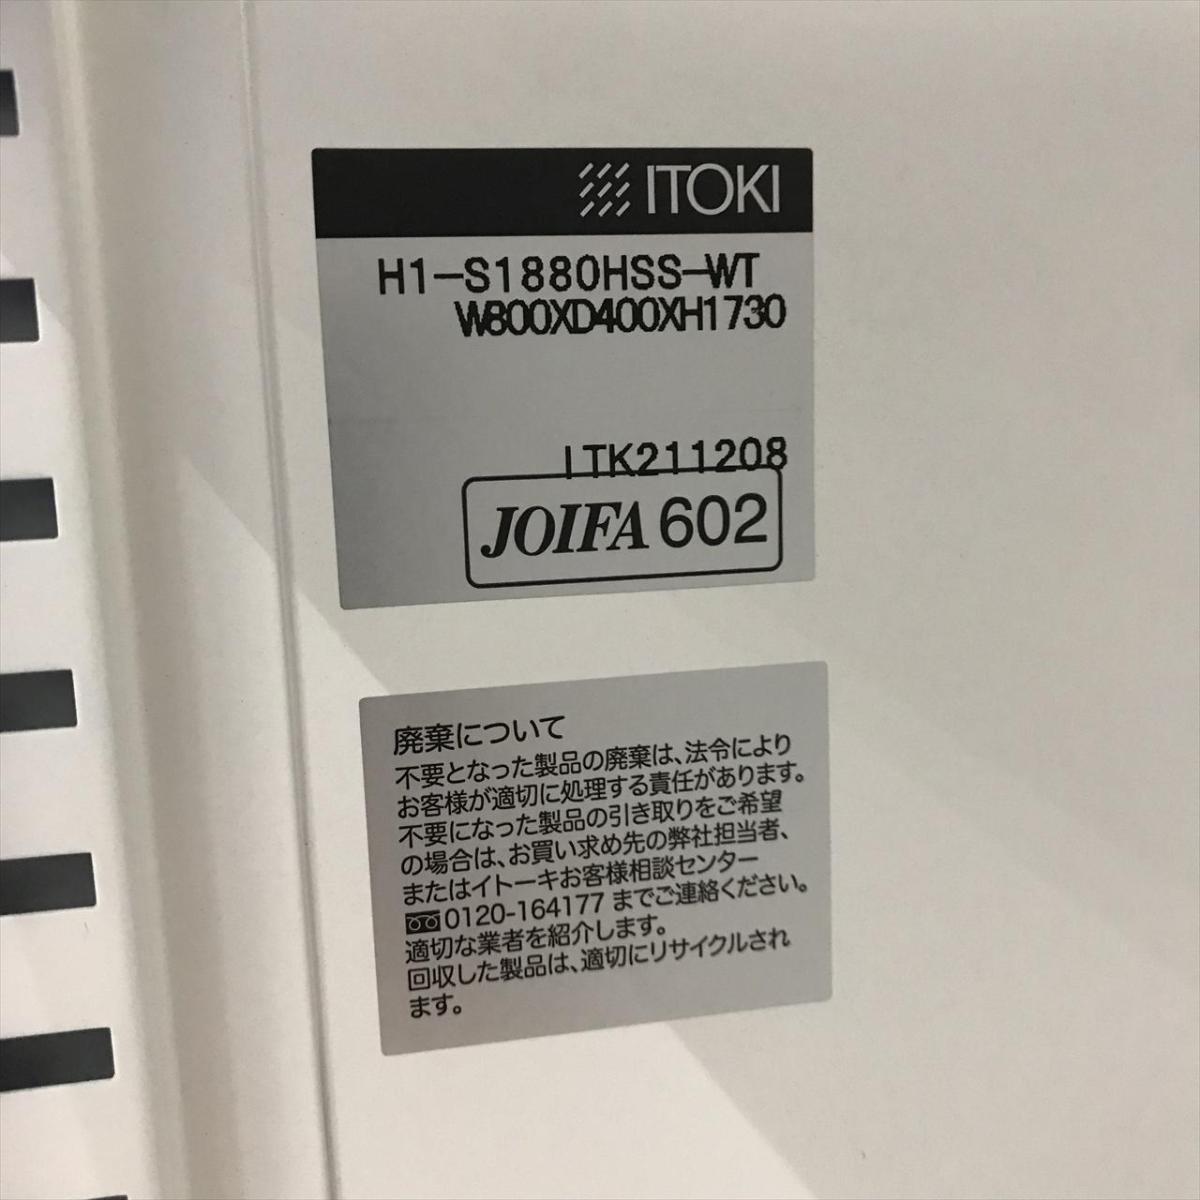 ITOKI
H1-S1880HSS-WT
W800XD400XH1730
ITK211208
JOIFA 602
廃棄について
不要となった製品の廃棄は、法令により
お客様が適切に処理する責任があります。
不要になった製品の引き取りをご希望
の場合は、お買い求め先の弊社担当者、
またはイトーキお客様相談センター
0120-164177 までご連絡ください。
適切な業者を紹介します。
回収した製品は、適切にリサイクルされ
ます。